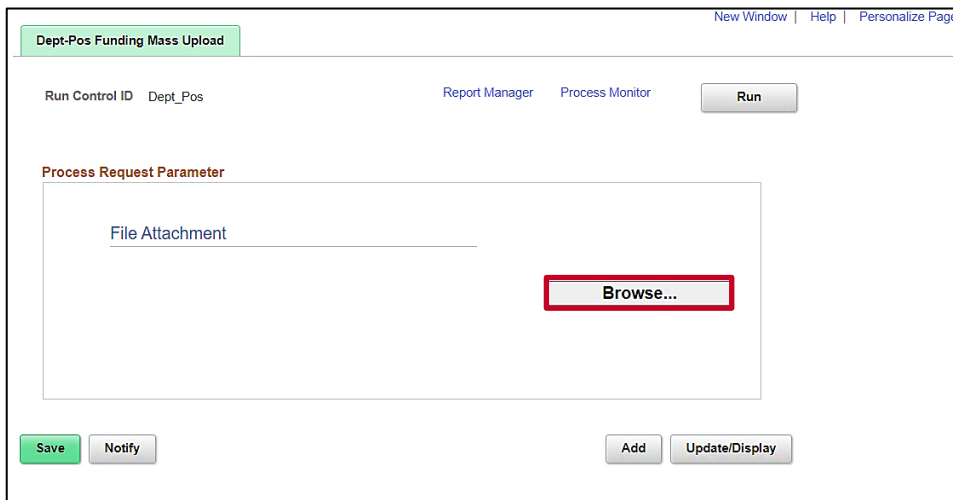 New Window | Help | Personalize Page
Dept-Pos Funding Mass Upload
Run Control ID Dept_Pos Report Manager Process Monitor Run
Process Request Parameter
File Attachment
Browse...
Save Notify Add Update/Display